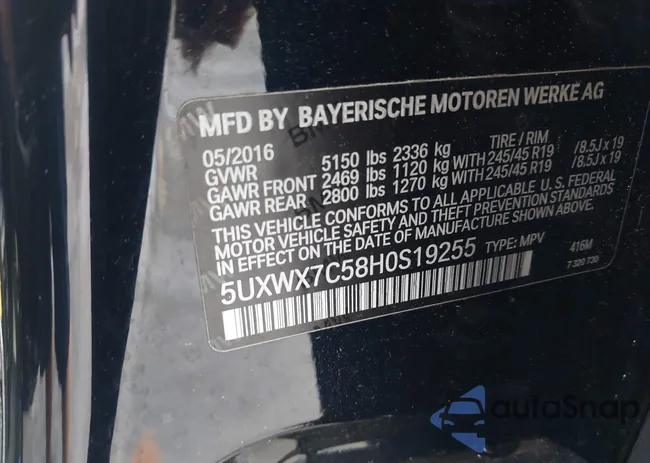 MFD BY BAYERISCHE MOTOREN WERKE AG
05/2016 TIRE / RIM
GVWR 5150 lbs 2336 kg
GAWR FRONT 2469 lbs 1120 kg WITH 245/45 R19 /8.5J x 19
GAWR REAR 2800 lbs 1270 kg WITH 245/45 R19 /8.5J x 19
THIS VEHICLE CONFORMS TO ALL APPLICABLE U.S. FEDERAL
MOTOR VEHICLE SAFETY AND THEFT PREVENTION STANDARDS
IN EFFECT ON THE DATE OF MANUFACTURE SHOWN ABOVE.
5UXWX7C58H0S19255 TYPE: MPV 416M
7 320 730
autoSnap